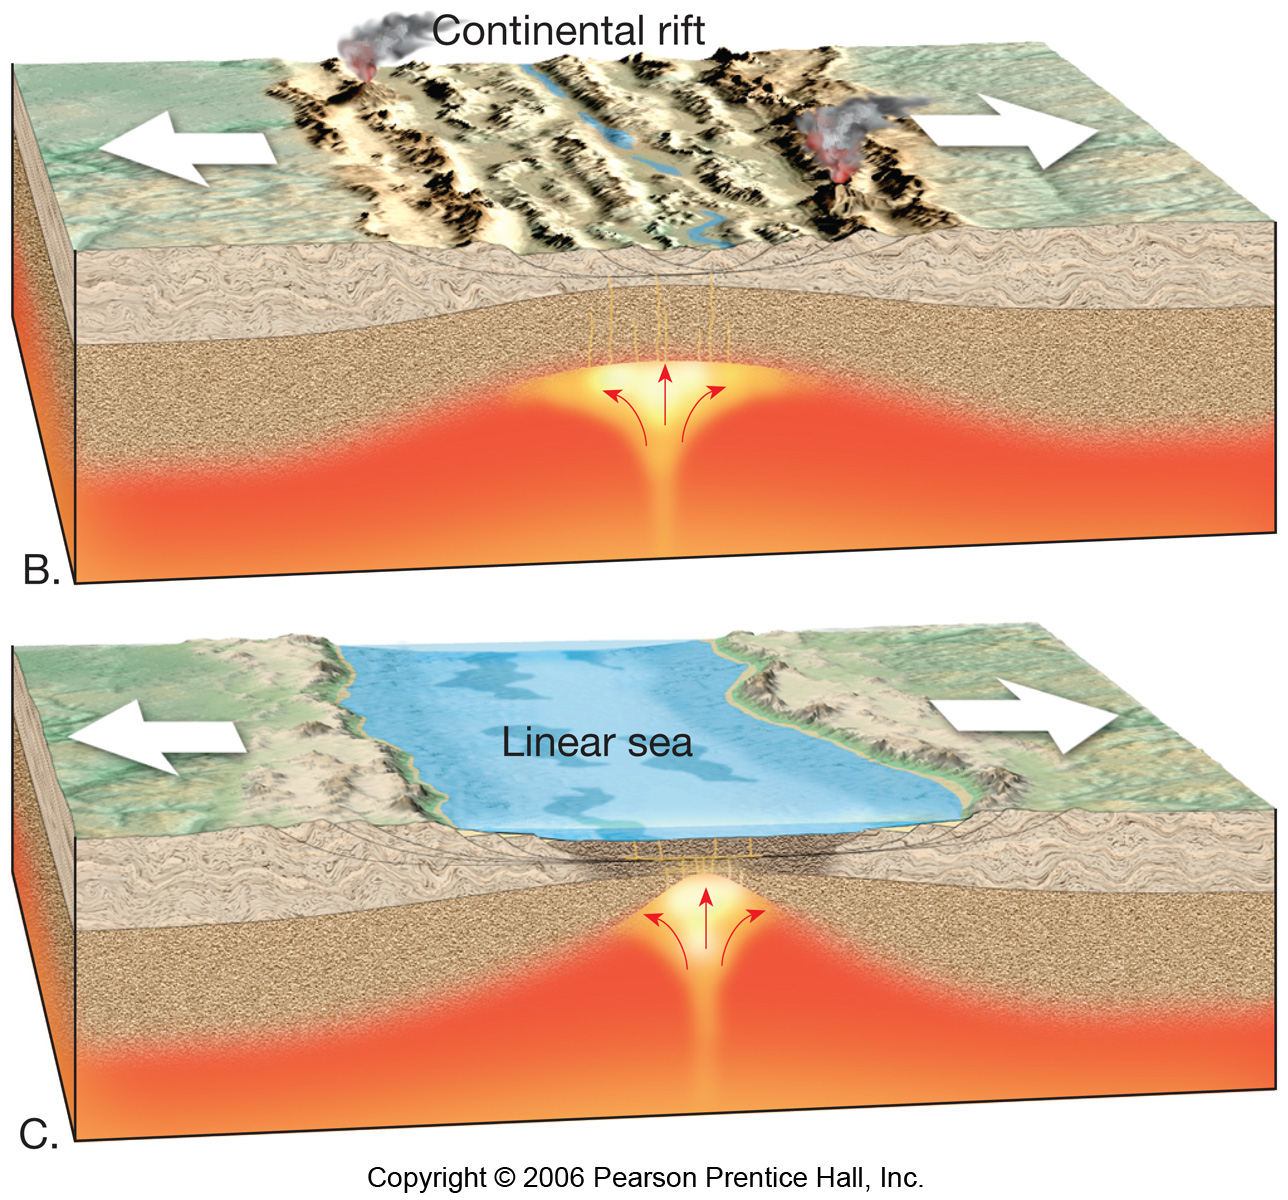 Continental rift
B.
Linear sea
C.
Copyright © 2006 Pearson Prentice Hall, Inc.